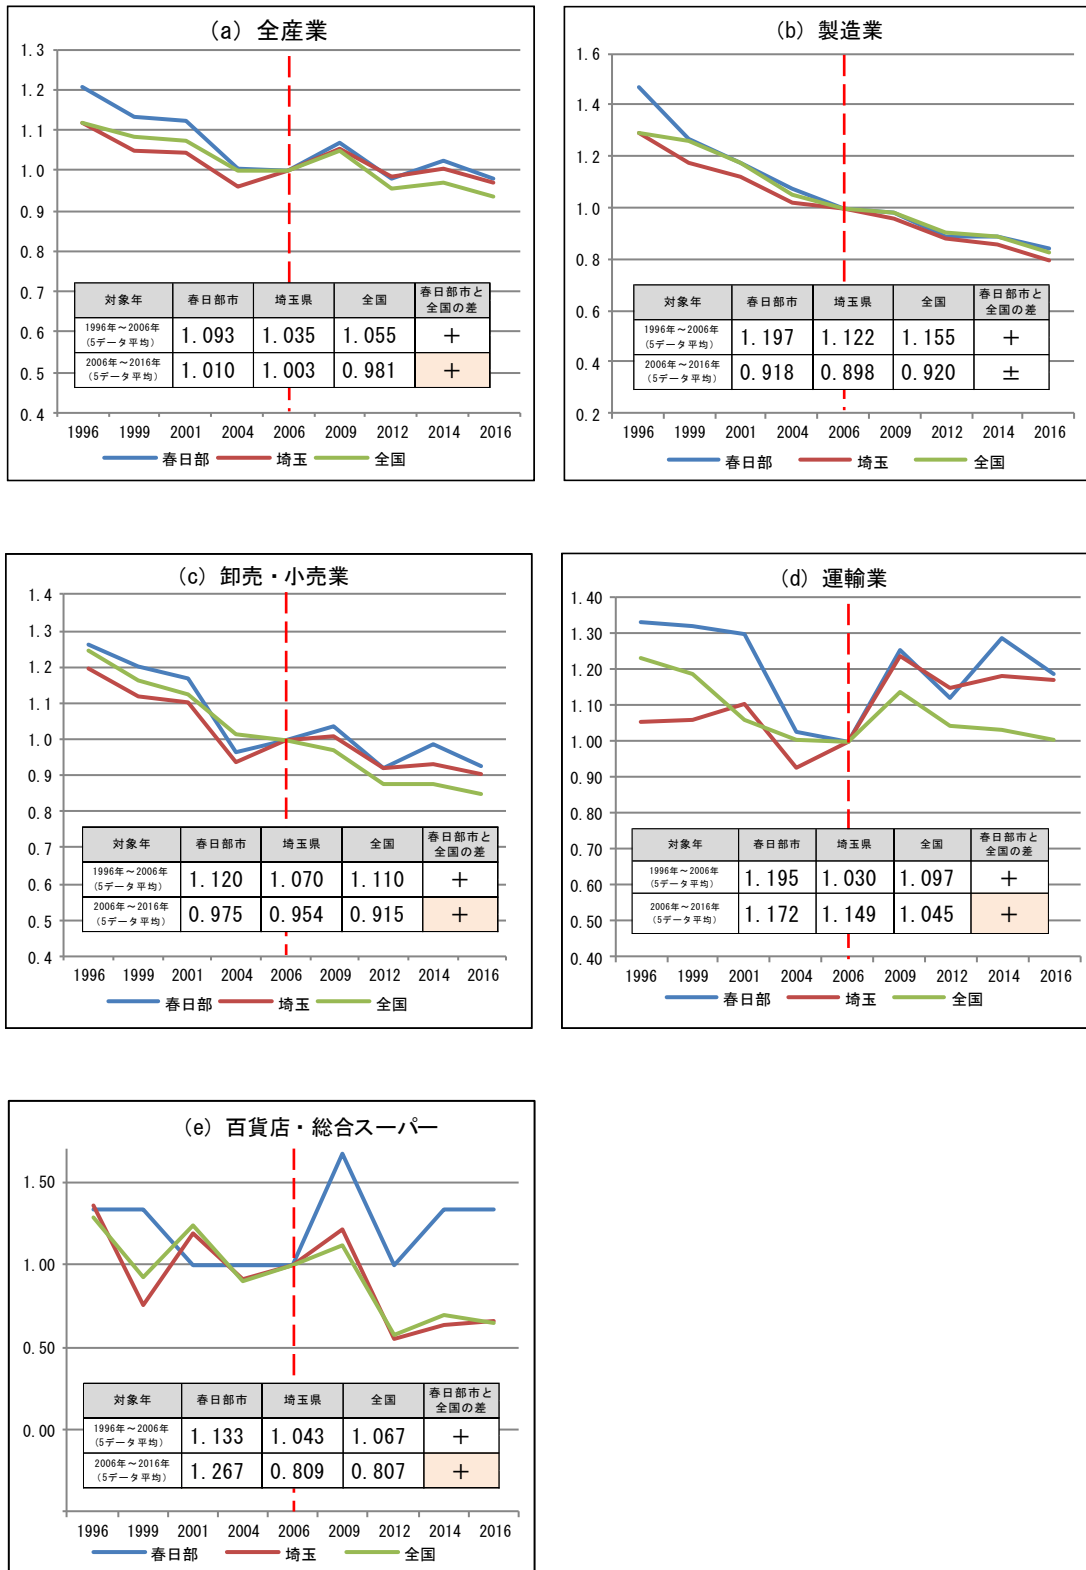 (a) 全産業
1.3
1.2
1.1
1.0
0.9
0.8
0.7
0.6
0.5
0.4
対象年 春日部市 埼玉県 全国 春日部市と全国の差
1996年～2006年(5データ平均) 1.093 1.035 1.055 ＋
2006年～2016年(5データ平均) 1.010 1.003 0.981 ＋
1996 1999 2001 2004 2006 2009 2012 2014 2016
春日部 埼玉 全国
(b) 製造業
1.6
1.4
1.2
1.0
0.8
0.6
0.4
0.2
対象年 春日部市 埼玉県 全国 春日部市と全国の差
1996年～2006年(5データ平均) 1.197 1.122 1.155 ＋
2006年～2016年(5データ平均) 0.918 0.898 0.920 ±
1996 1999 2001 2004 2006 2009 2012 2014 2016
春日部 埼玉 全国
(c) 卸売・小売業
1.4
1.3
1.2
1.1
1.0
0.9
0.8
0.7
0.6
0.5
0.4
対象年 春日部市 埼玉県 全国 春日部市と全国の差
1996年～2006年(5データ平均) 1.120 1.070 1.110 ＋
2006年～2016年(5データ平均) 0.975 0.954 0.915 ＋
1996 1999 2001 2004 2006 2009 2012 2014 2016
春日部 埼玉 全国
(d) 運輸業
1.40
1.30
1.20
1.10
1.00
0.90
0.80
0.70
0.60
0.50
0.40
対象年 春日部市 埼玉県 全国 春日部市と全国の差
1996年～2006年(5データ平均) 1.195 1.030 1.097 ＋
2006年～2016年(5データ平均) 1.172 1.149 1.045 ＋
1996 1999 2001 2004 2006 2009 2012 2014 2016
春日部 埼玉 全国
(e) 百貨店・総合スーパー
1.50
1.00
0.50
0.00
対象年 春日部市 埼玉県 全国 春日部市と全国の差
1996年～2006年(5データ平均) 1.133 1.043 1.067 ＋
2006年～2016年(5データ平均) 1.267 0.809 0.807 ＋
1996 1999 2001 2004 2006 2009 2012 2014 2016
春日部 埼玉 全国